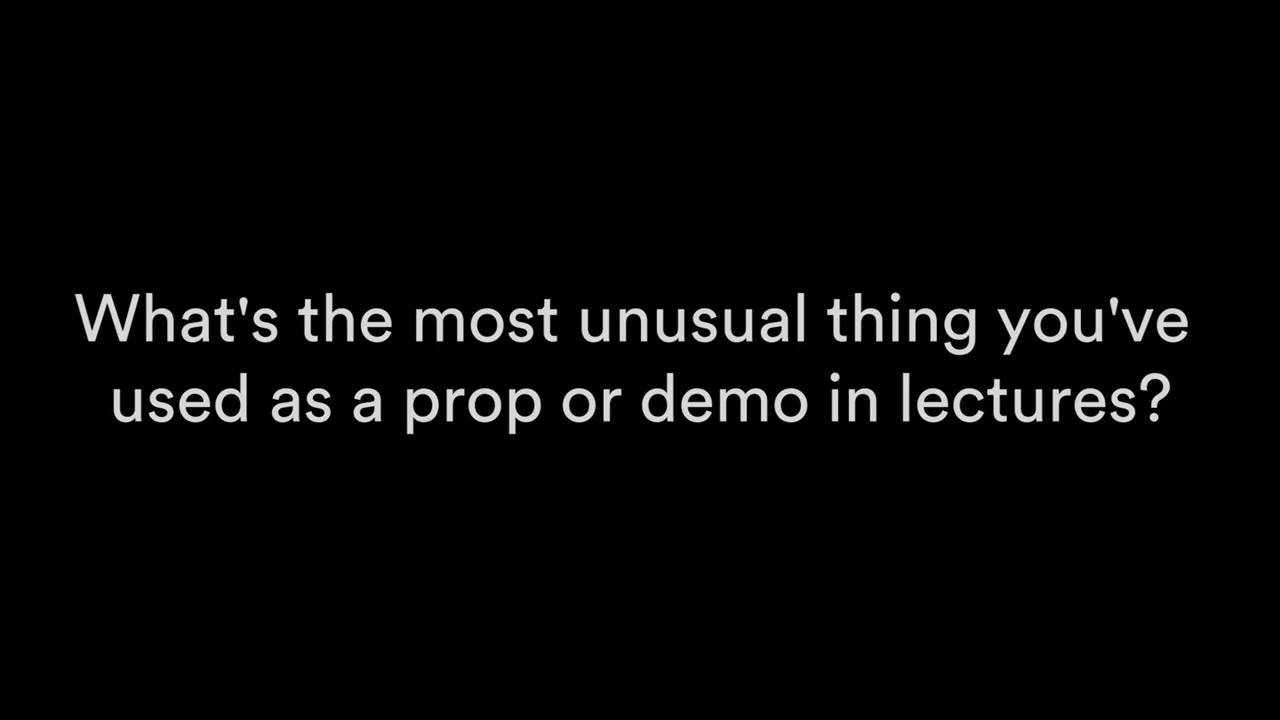 What's the most unusual thing you've
used as a prop or demo in lectures?